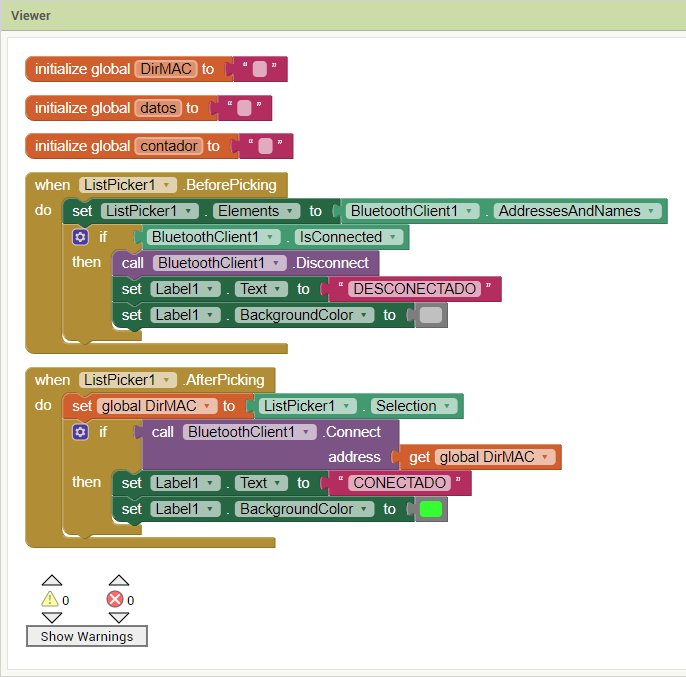 Viewer
initialize global DirMAC to “ ”
initialize global datos to “ ”
initialize global contador to “ ”
when ListPicker1 .BeforePicking
do set ListPicker1 . Elements to BluetoothClient1 . AddressesAndNames
if BluetoothClient1 . IsConnected
then call BluetoothClient1 .Disconnect
set Label1 . Text to “ DESCONECTADO ”
set Label1 . BackgroundColor to
when ListPicker1 .AfterPicking
do set global DirMAC to ListPicker1 . Selection
if call BluetoothClient1 .Connect
address get global DirMAC
then set Label1 . Text to “ CONECTADO ”
set Label1 . BackgroundColor to
0 0
Show Warnings